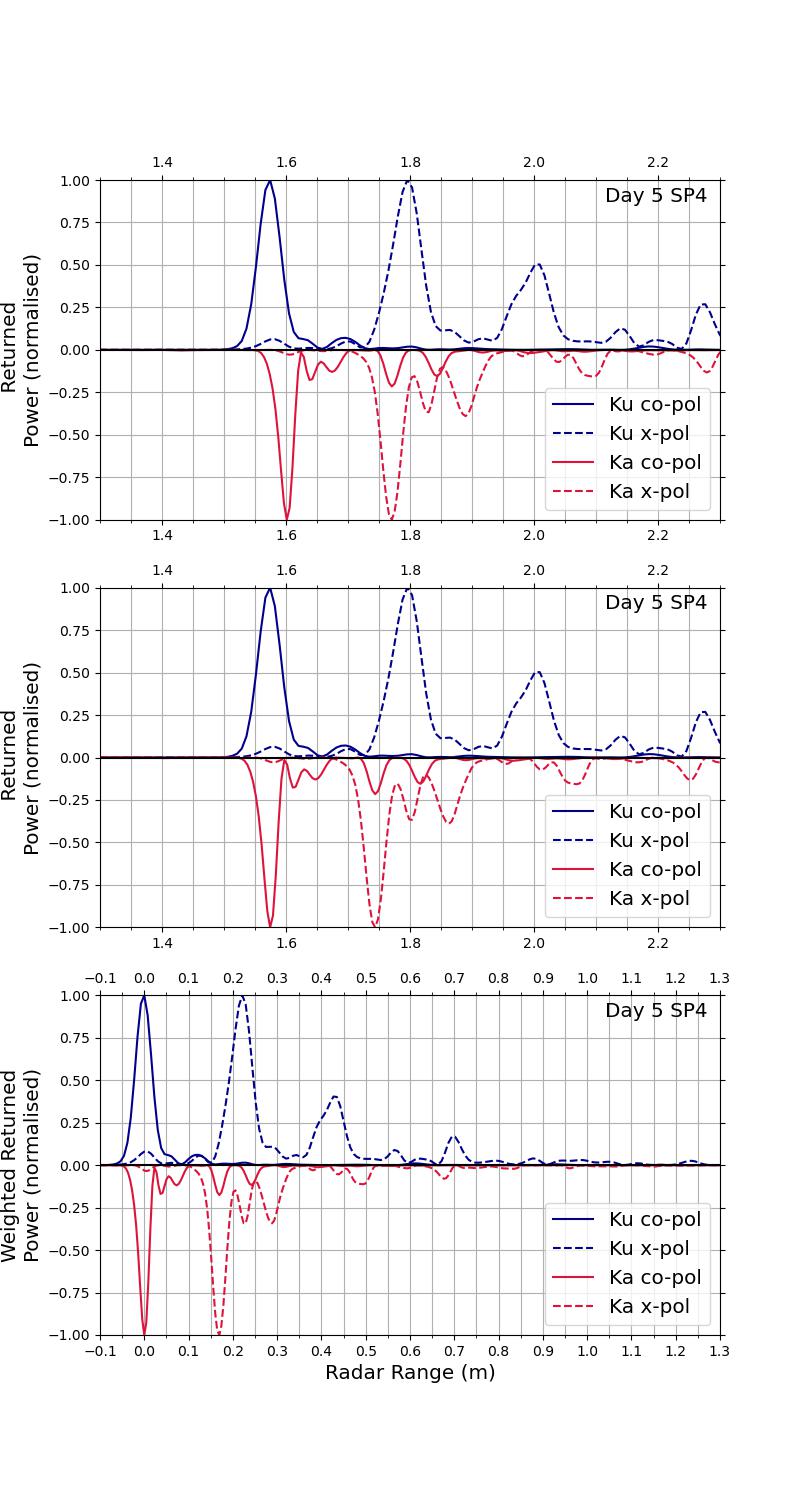 1.4 1.6 1.8 2.0 2.2
1.00
Day 5 SP4
0.75
0.50
0.25
0.00
−0.25
−0.50
−0.75
−1.00
Returned
Power (normalised)
Ku co-pol
Ku x-pol
Ka co-pol
Ka x-pol
1.4 1.6 1.8 2.0 2.2
1.4 1.6 1.8 2.0 2.2
1.00
Day 5 SP4
0.75
0.50
0.25
0.00
−0.25
−0.50
−0.75
−1.00
Returned
Power (normalised)
Ku co-pol
Ku x-pol
Ka co-pol
Ka x-pol
1.4 1.6 1.8 2.0 2.2
−0.1 0.0 0.1 0.2 0.3 0.4 0.5 0.6 0.7 0.8 0.9 1.0 1.1 1.2 1.3
1.00
Day 5 SP4
0.75
0.50
0.25
0.00
−0.25
−0.50
−0.75
−1.00
Weighted Returned
Power (normalised)
Ku co-pol
Ku x-pol
Ka co-pol
Ka x-pol
−0.1 0.0 0.1 0.2 0.3 0.4 0.5 0.6 0.7 0.8 0.9 1.0 1.1 1.2 1.3
Radar Range (m)